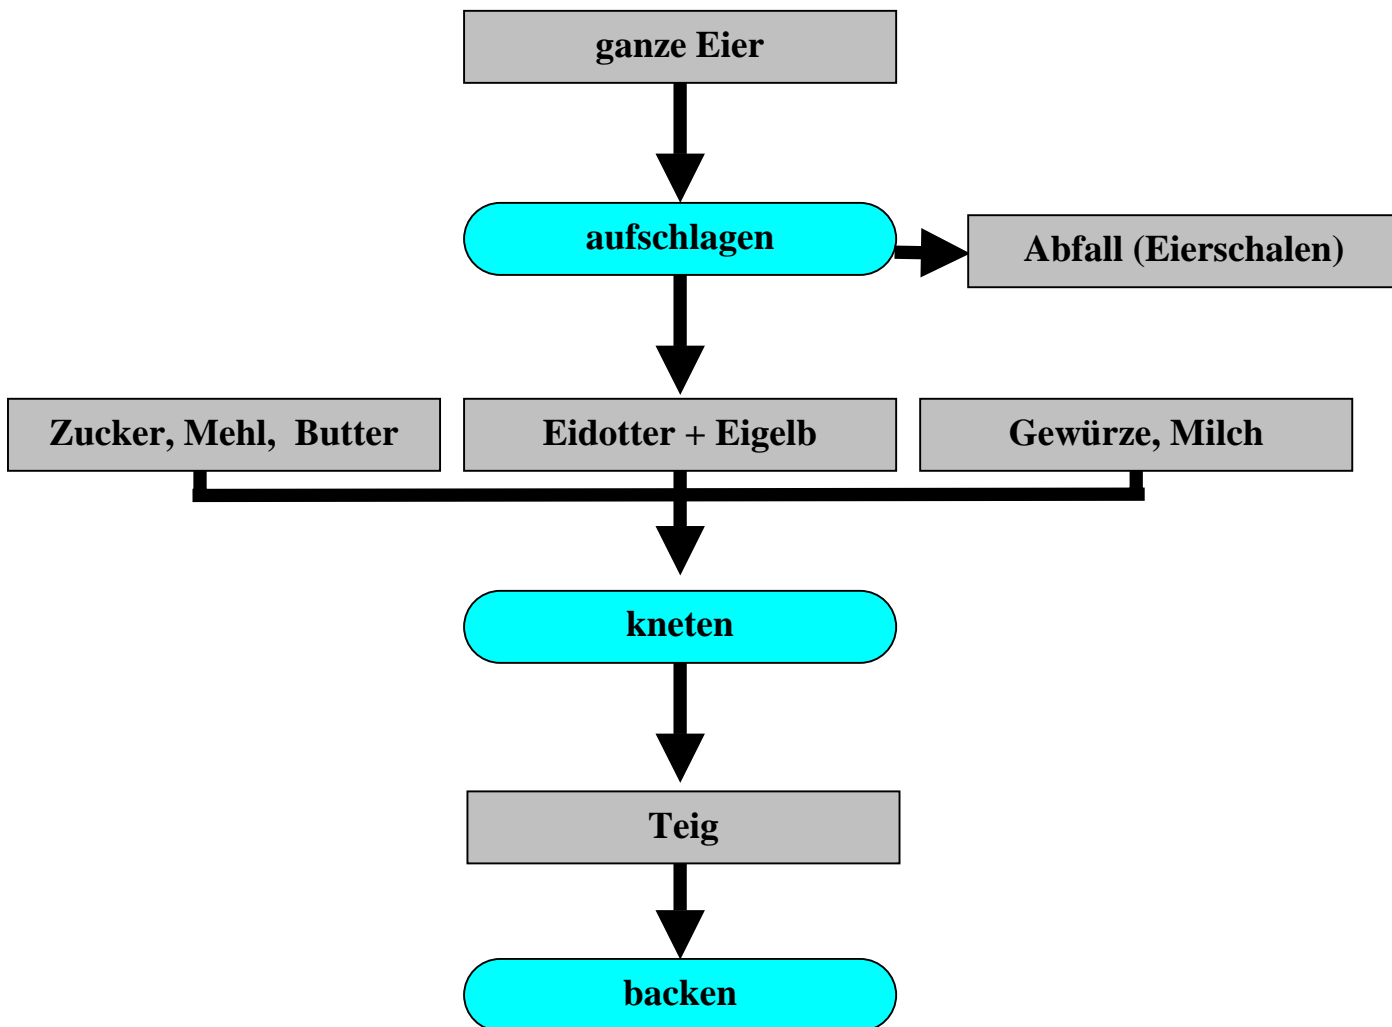 ganze Eier
aufschlagen
Abfall (Eierschalen)
Zucker, Mehl,  Butter
Eidotter + Eigelb
Gewürze, Milch
kneten
Teig
backen